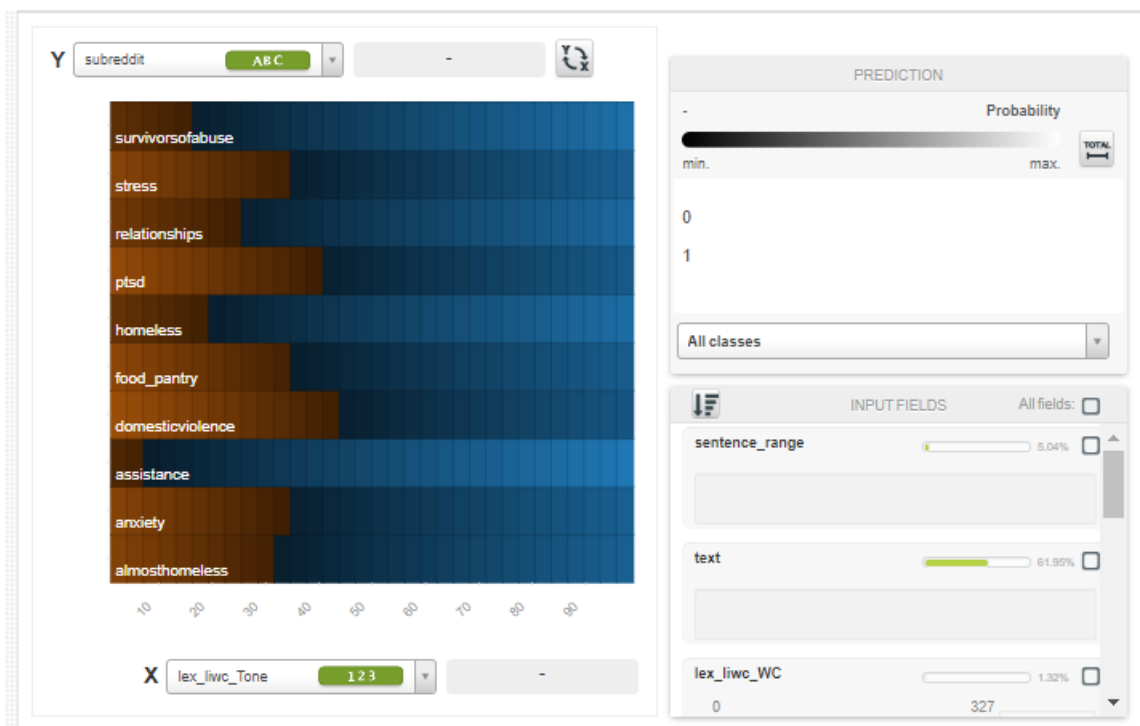 Y subreddit ABC -
survivorsofabuse
stress
relationships
ptsd
homeless
food_pantry
domesticviolence
assistance
anxiety
almosthomeless
10 20 30 40 50 60 70 80 90
X lex_liwc_Tone 123 -
PREDICTION
- Probability
min. max.
TOTAL
0
1
All classes
INPUT FIELDS All fields:
sentence_range 5.04%
text 61.95%
lex_liwc_WC 1.32%
0 327